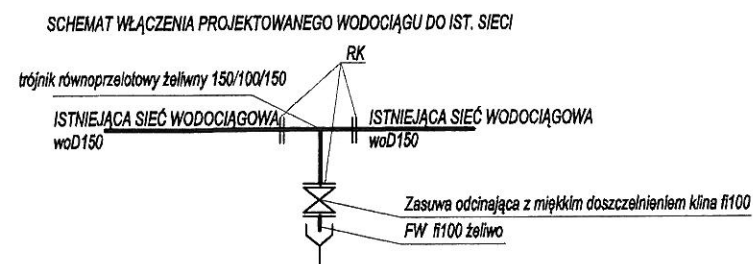 SCHEMAT WŁĄCZENIA PROJEKTOWANEGO WODOCIĄGU DO IST. SIECI
RK
trójnik równoprzelotowy żeliwny 150/100/150
ISTNIEJĄCA SIEĆ WODOCIĄGOWA
woD150
ISTNIEJĄCA SIEĆ WODOCIĄGOWA
woD150
Zasuwa odcinająca z miękkim doszczelnieniem klina fi100
FW fi100 żeliwo